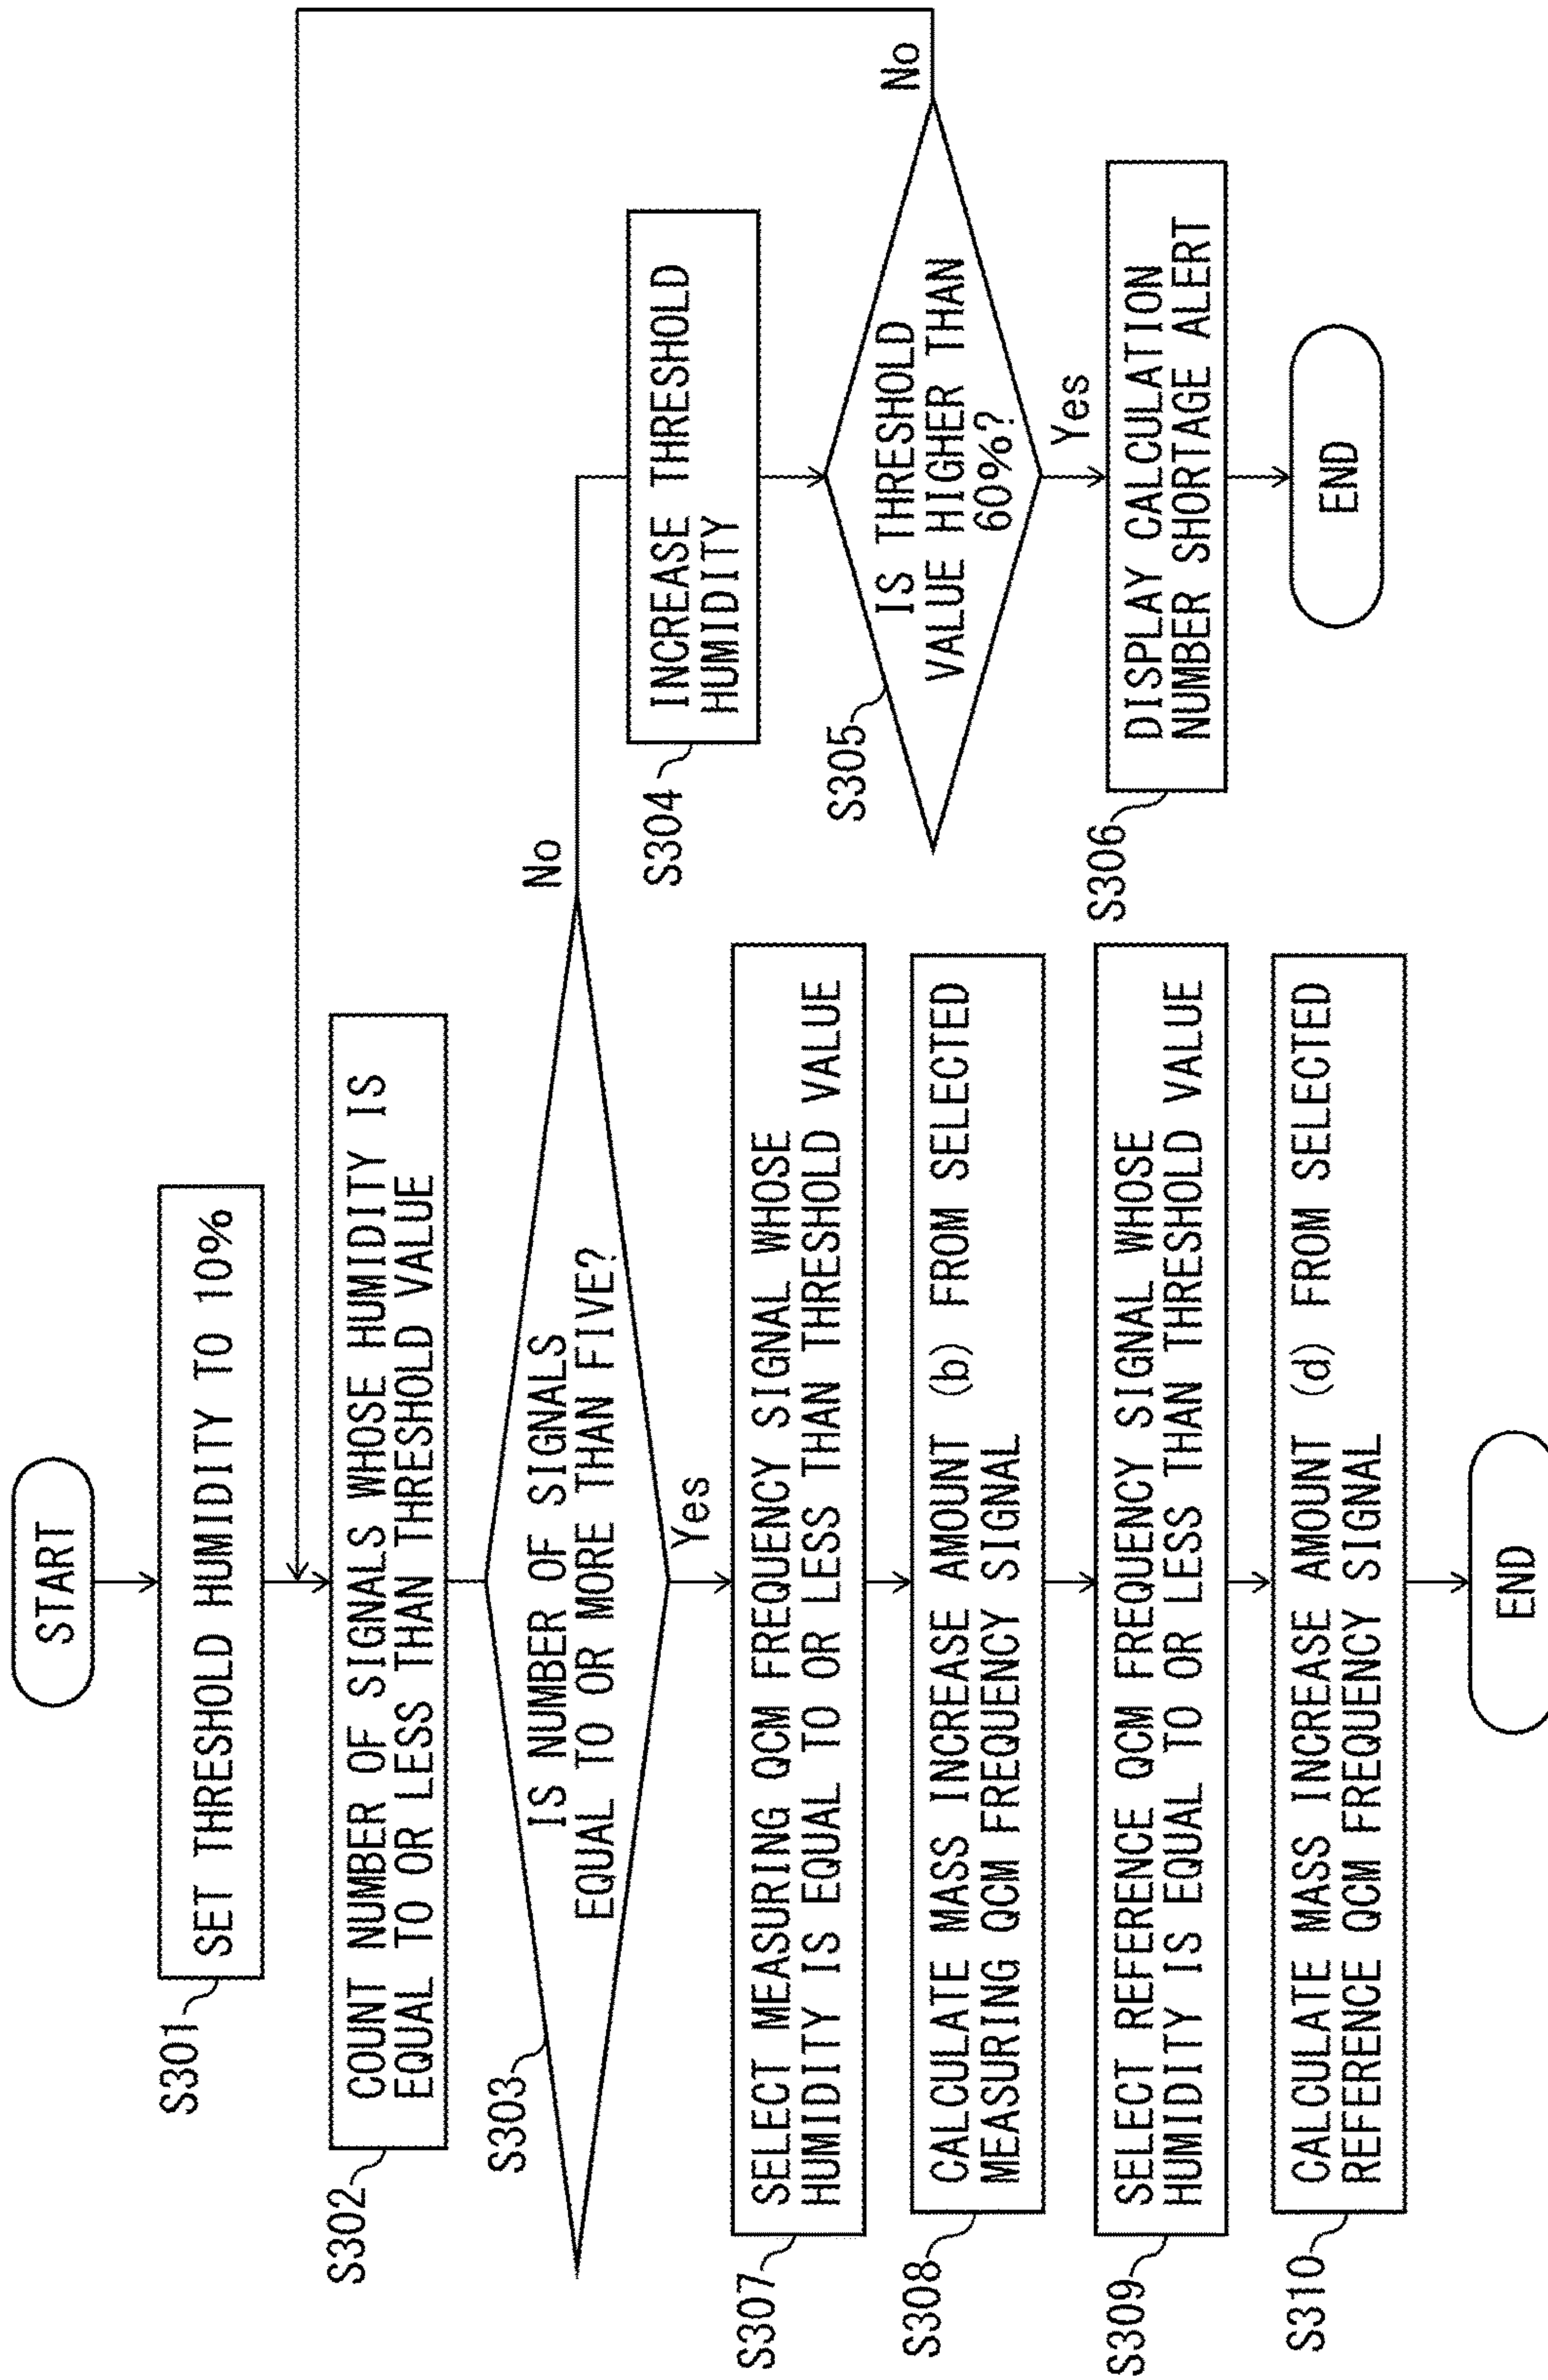 START
S301
SET THRESHOLD HUMIDITY TO 10%
S302
COUNT NUMBER OF SIGNALS WHOSE HUMIDITY IS
EQUAL TO OR LESS THAN THRESHOLD VALUE
S303
IS NUMBER OF SIGNALS
EQUAL TO OR MORE THAN FIVE?
No
Yes
S304
INCREASE THRESHOLD
HUMIDITY
S305
IS THRESHOLD
VALUE HIGHER THAN
60%?
No
Yes
S306
DISPLAY CALCULATION
NUMBER SHORTAGE ALERT
END
S307
SELECT MEASURING QCM FREQUENCY SIGNAL WHOSE
HUMIDITY IS EQUAL TO OR LESS THAN THRESHOLD VALUE
S308
CALCULATE MASS INCREASE AMOUNT (b) FROM SELECTED
MEASURING QCM FREQUENCY SIGNAL
S309
SELECT REFERENCE QCM FREQUENCY SIGNAL WHOSE
HUMIDITY IS EQUAL TO OR LESS THAN THRESHOLD VALUE
S310
CALCULATE MASS INCREASE AMOUNT (d) FROM SELECTED
REFERENCE QCM FREQUENCY SIGNAL
END